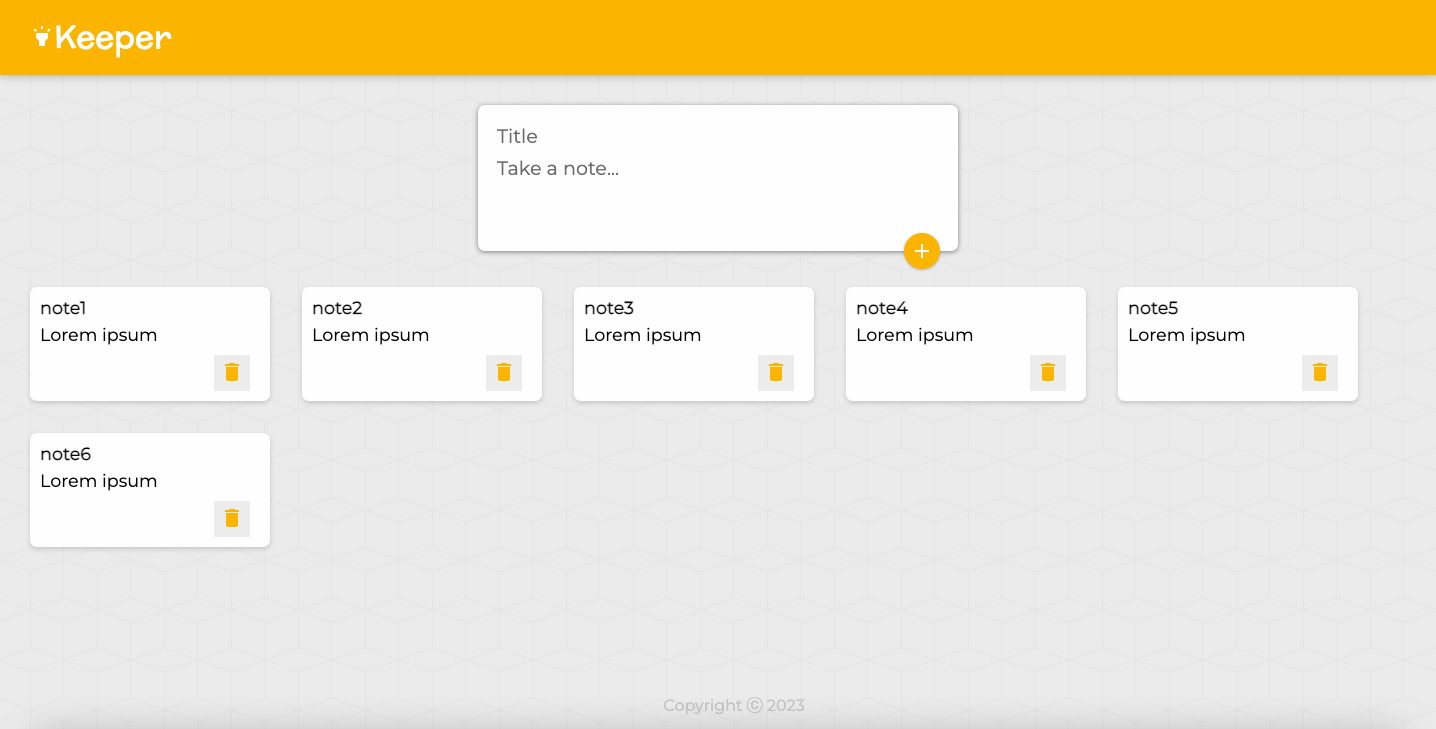 Keeper
Title
Take a note...
+
note1
Lorem ipsum
note2
Lorem ipsum
note3
Lorem ipsum
note4
Lorem ipsum
note5
Lorem ipsum
note6
Lorem ipsum
Copyright © 2023